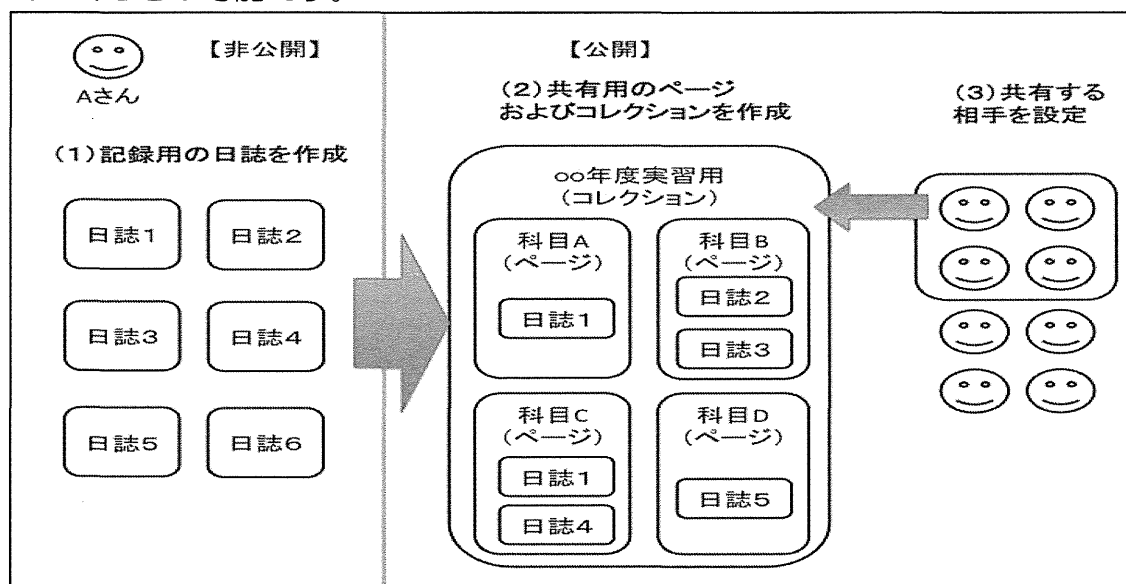 【非公開】
Aさん
(1)記録用の日誌を作成
日誌1
日誌2
日誌3
日誌4
日誌5
日誌6
【公開】
(2)共有用のページ
およびコレクションを作成
○○年度実習用
(コレクション)
科目A
(ページ)
日誌1
科目B
(ページ)
日誌2
日誌3
科目C
(ページ)
日誌1
日誌4
科目D
(ページ)
日誌5
(3)共有する
相手を設定